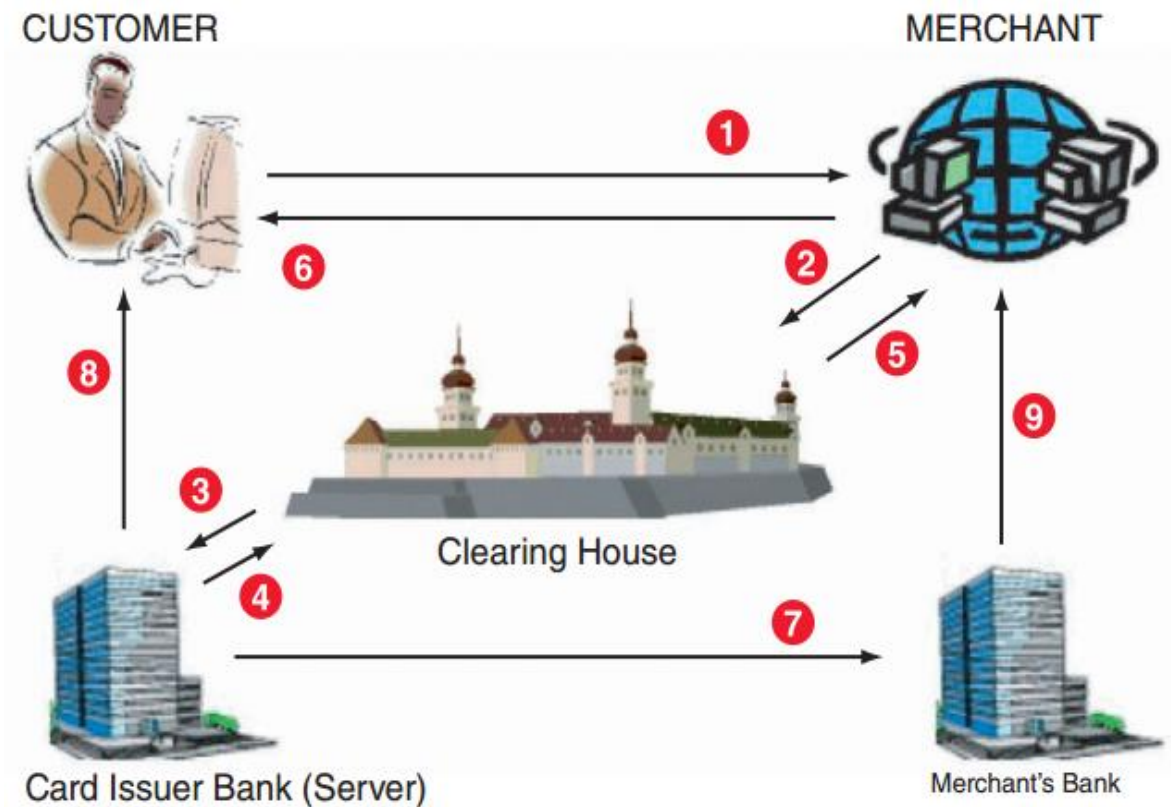 CUSTOMER
MERCHANT
1
6
2
5
8
9
3
Clearing House
4
7
Card Issuer Bank (Server)
Merchant's Bank